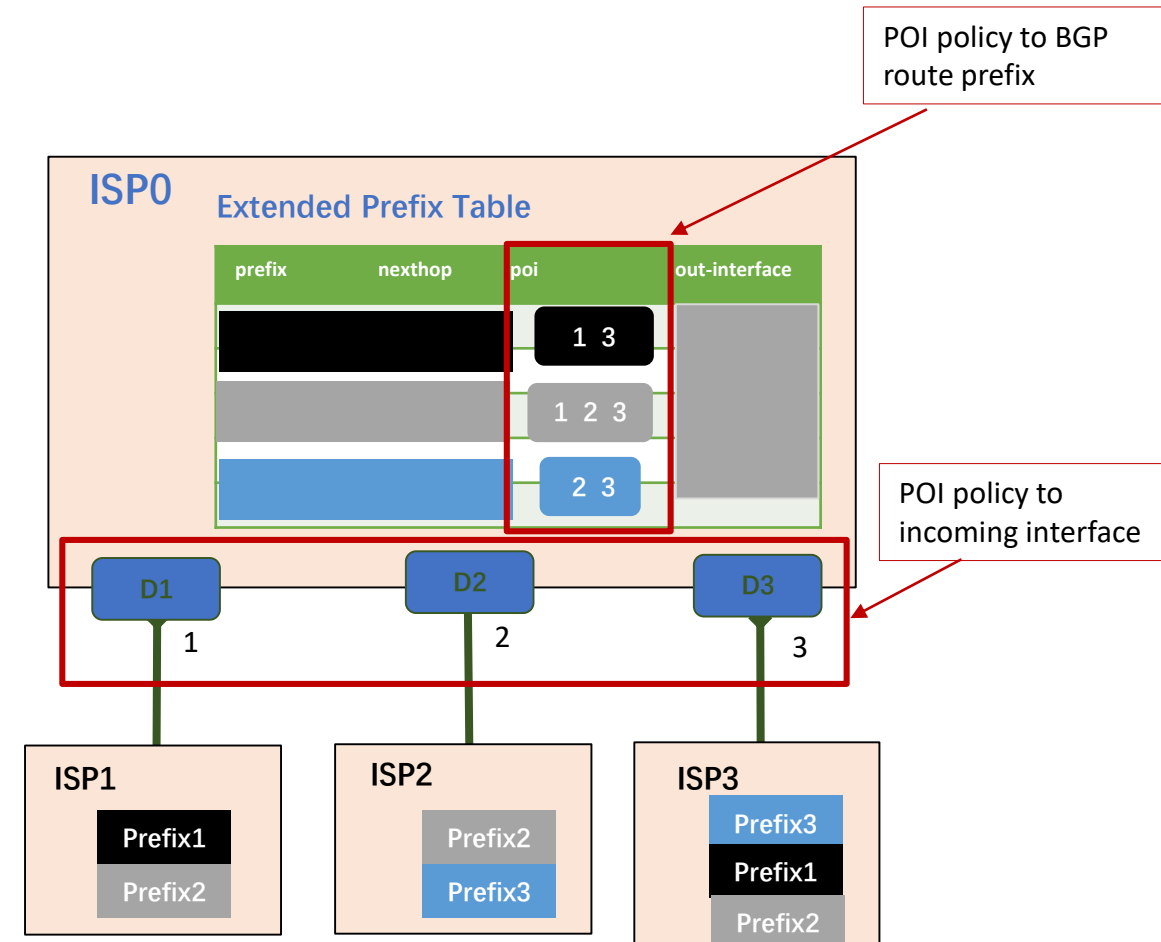 POI policy to BGP
route prefix
ISP0
Extended Prefix Table
prefix nexthop poi out-interface
1 3
1 2 3
2 3
POI policy to
incoming interface
D1 D2 D3
1 2 3
ISP1
Prefix1
Prefix2
ISP2
Prefix2
Prefix3
ISP3
Prefix3
Prefix1
Prefix2